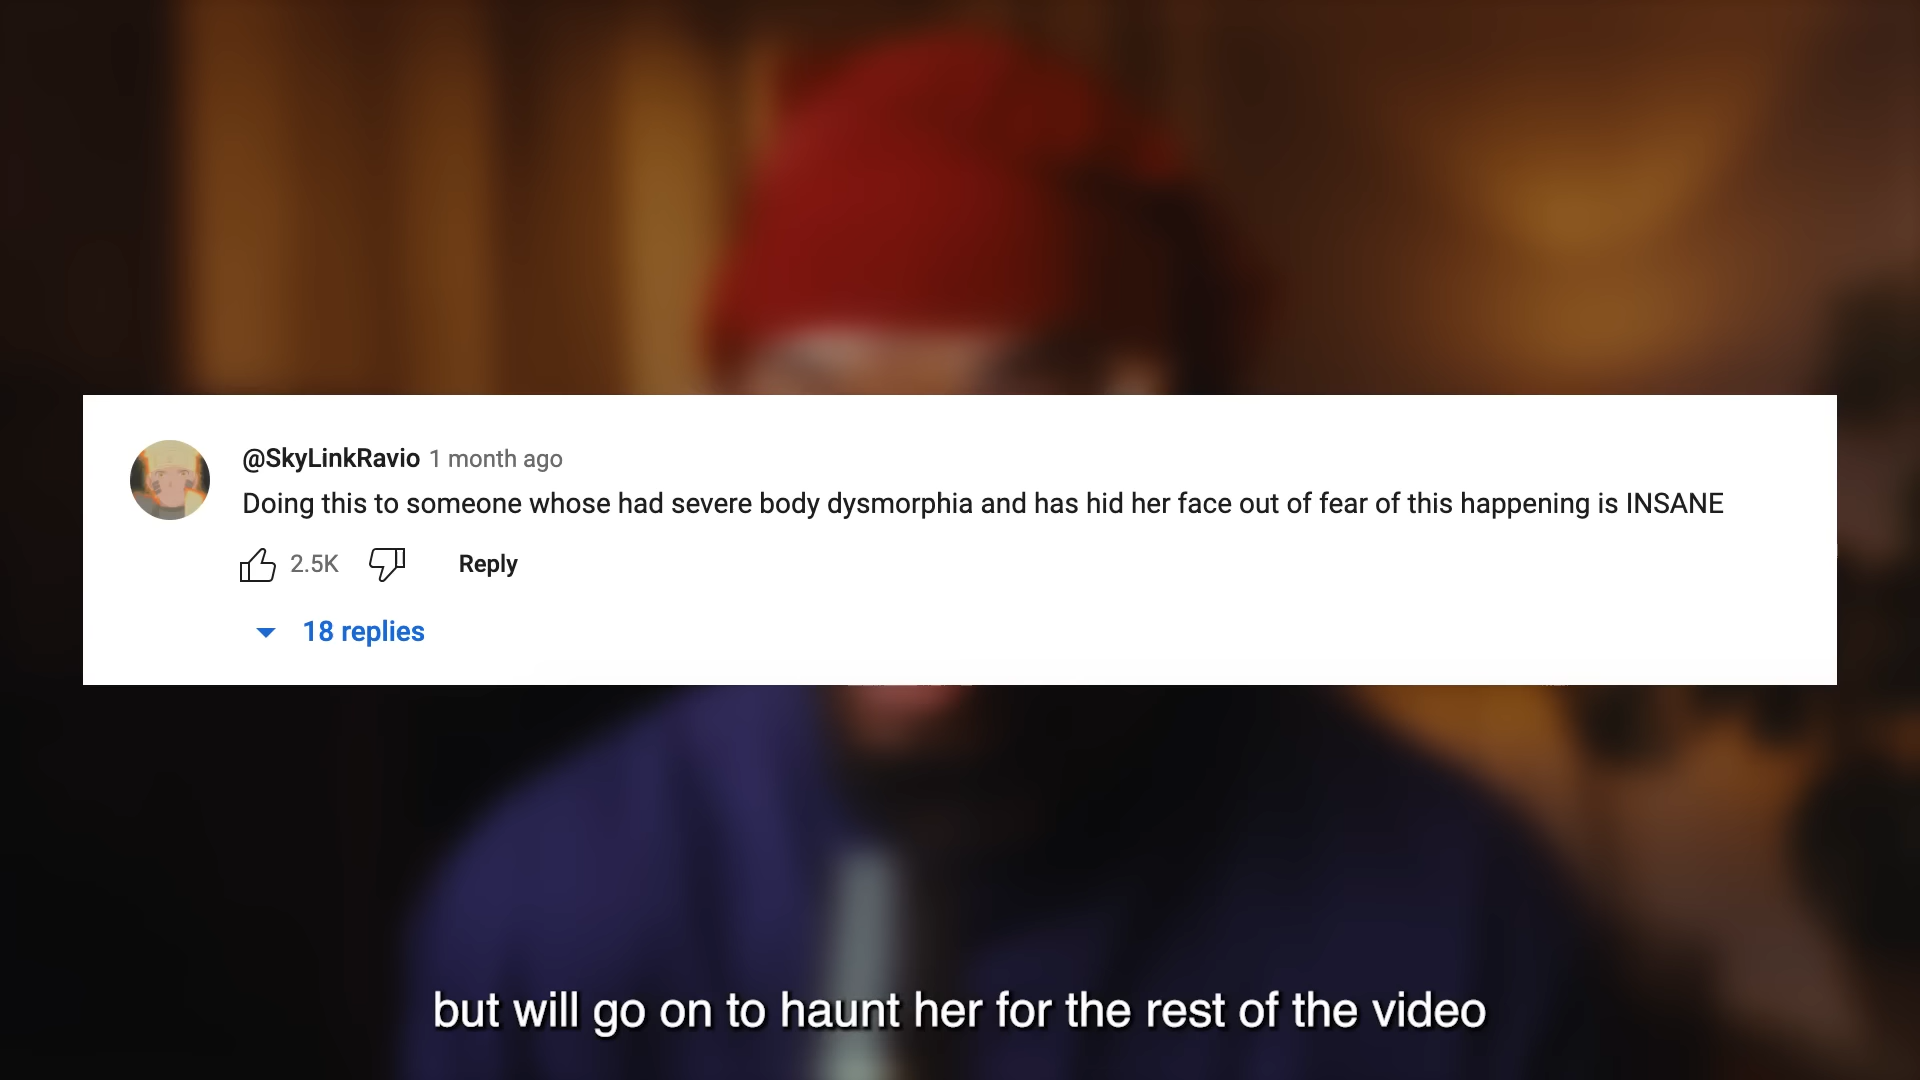 @SkyLinkRavio 1 month ago
Doing this to someone whose had severe body dysmorphia and has hid her face out of fear of this happening is INSANE
2.5K Reply
18 replies
but will go on to haunt her for the rest of the video